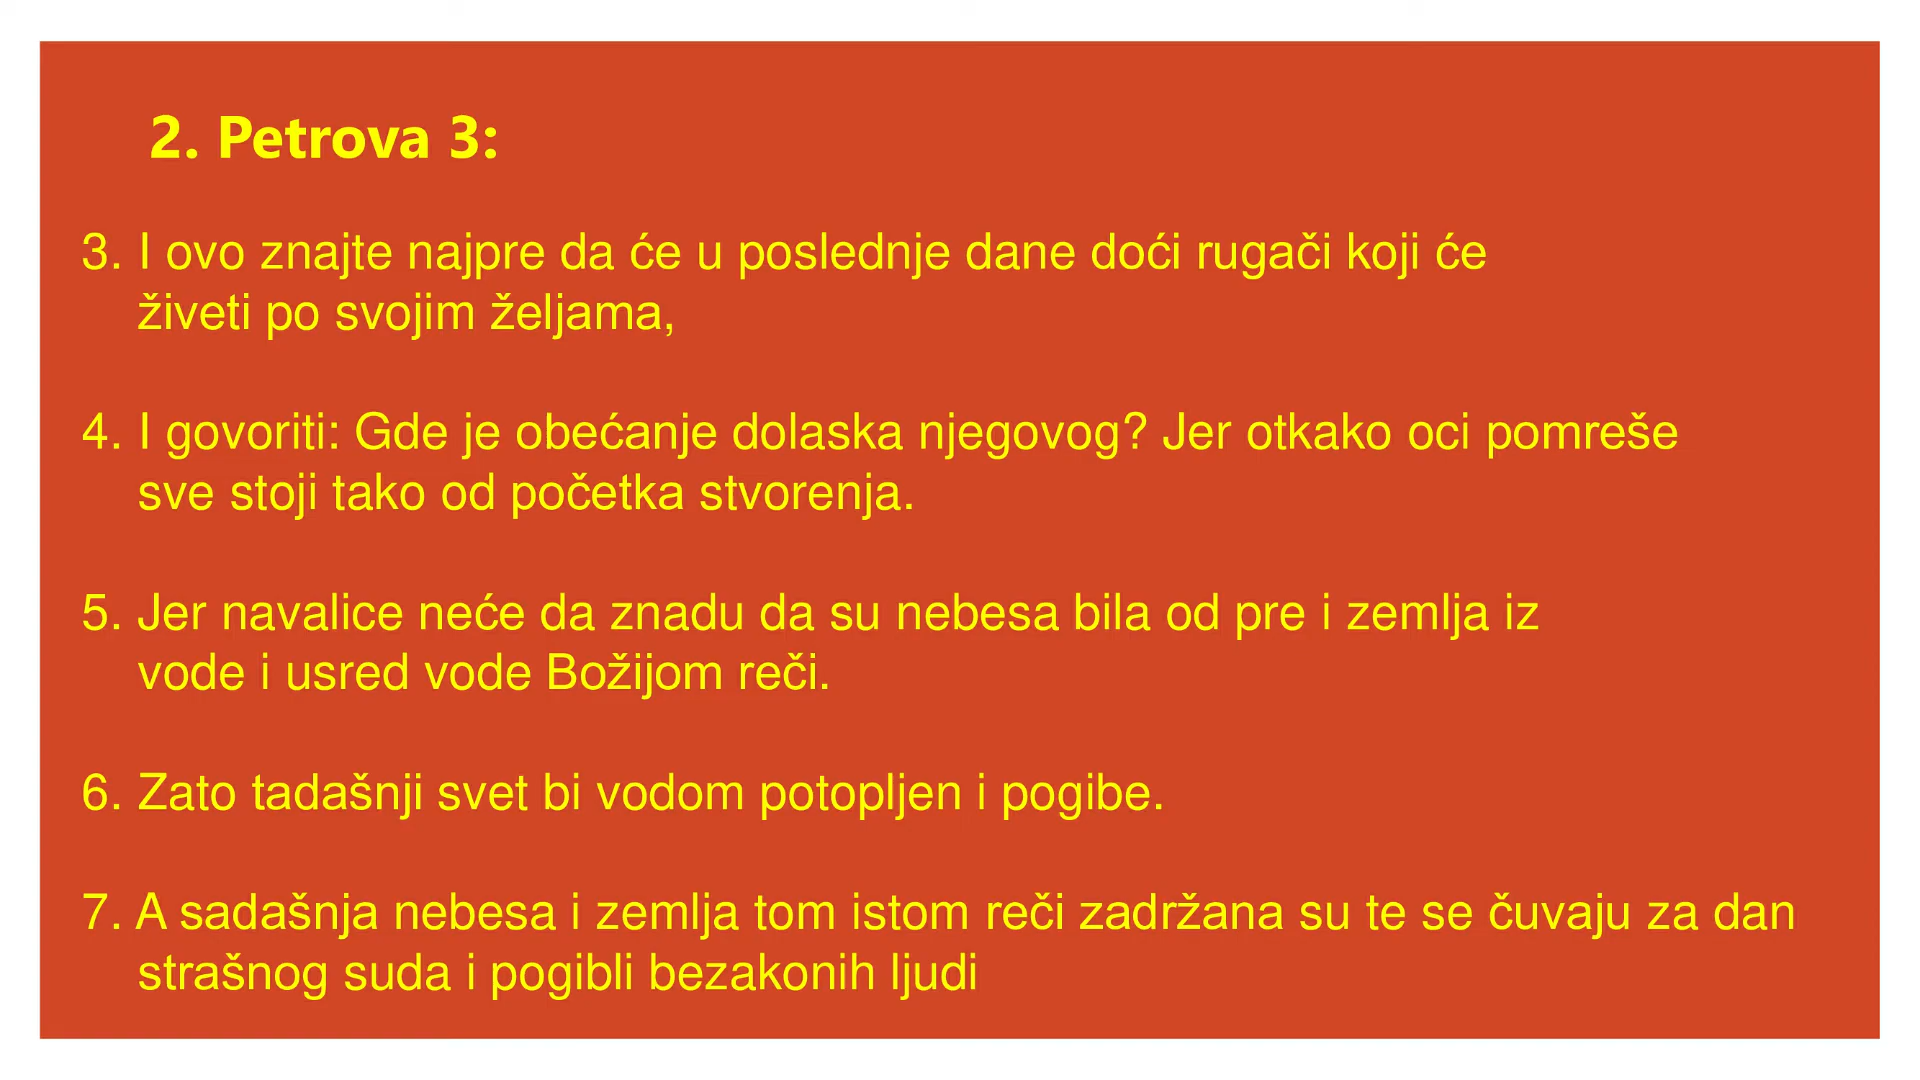 2. Petrova 3:
3. I ovo znajte najpre da će u poslednje dane doći rugači koji će
živeti po svojim željama,
4. I govoriti: Gde je obećanje dolaska njegovog? Jer otkako oci pomreše
sve stoji tako od početka stvorenja.
5. Jer navalice neće da znadu da su nebesa bila od pre i zemlja iz
vode i usred vode Božijom reči.
6. Zato tadašnji svet bi vodom potopljen i pogibe.
7. A sadašnja nebesa i zemlja tom istom reči zadržana su te se čuvaju za dan
strašnog suda i pogibli bezakonih ljudi